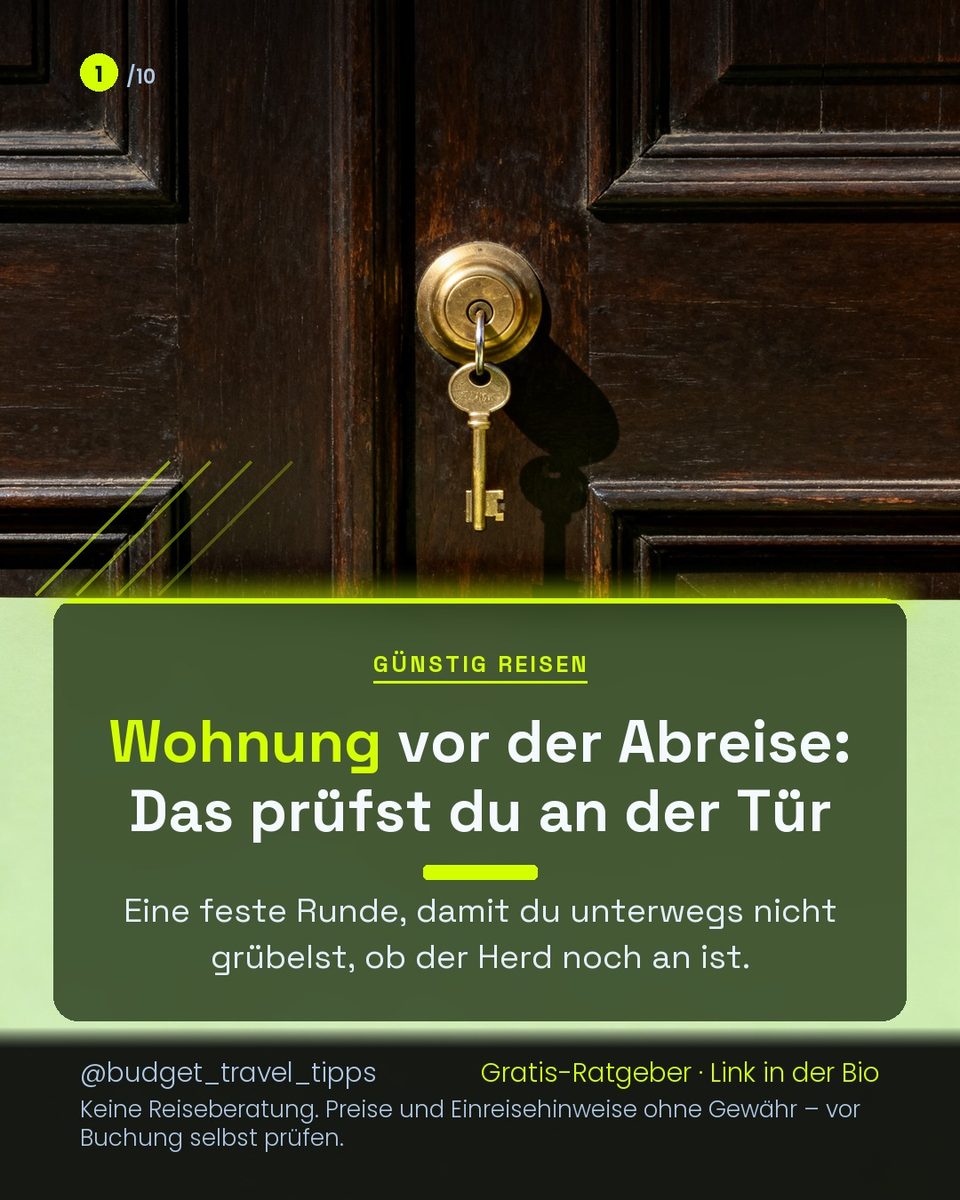 1 /10
GÜNSTIG REISEN
Wohnung vor der Abreise:
Das prüfst du an der Tür
Eine feste Runde, damit du unterwegs nicht
grübelst, ob der Herd noch an ist.
@budget_travel_tipps
Gratis-Ratgeber · Link in der Bio
Keine Reiseberatung. Preise und Einreisehinweise ohne Gewähr – vor
Buchung selbst prüfen.